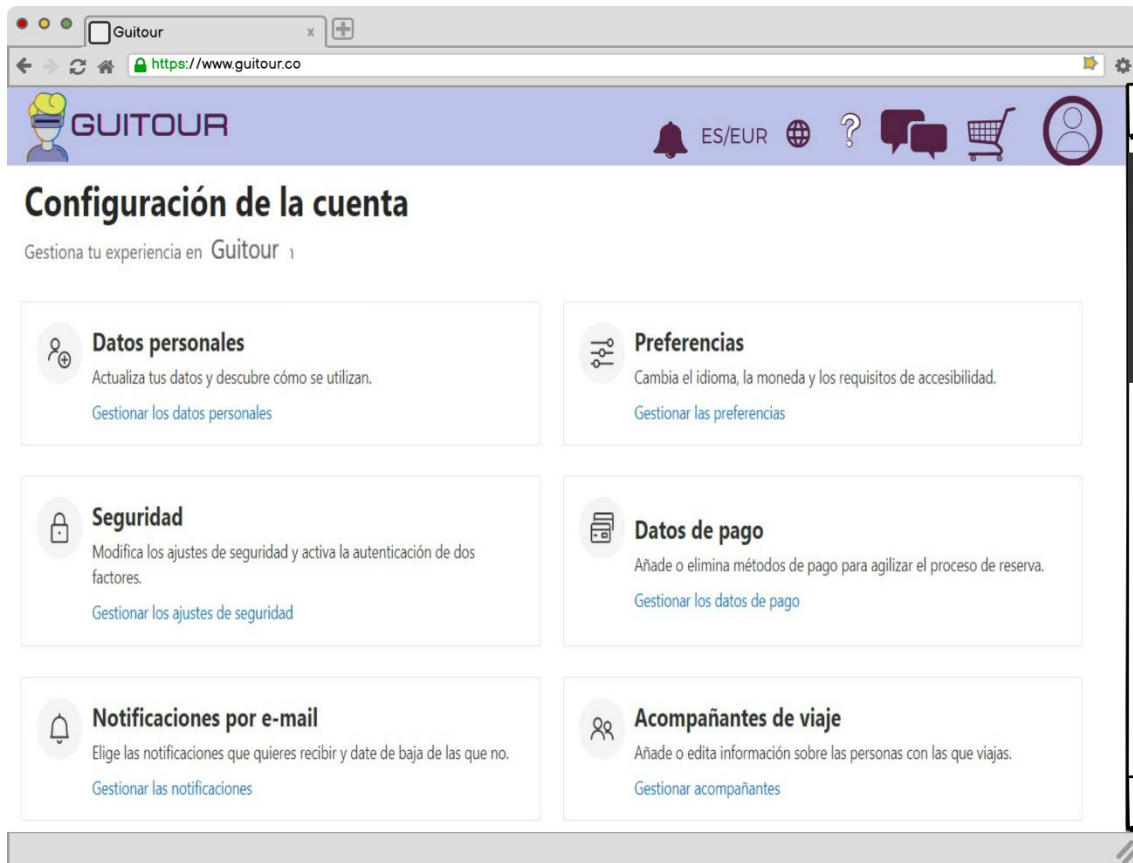 Guitour
https://www.guitour.co
GUITOUR
ES/EUR
?
Configuración de la cuenta
Gestiona tu experiencia en Guitour
Datos personales
Actualiza tus datos y descubre cómo se utilizan.
Gestionar los datos personales
Preferencias
Cambia el idioma, la moneda y los requisitos de accesibilidad.
Gestionar las preferencias
Seguridad
Modifica los ajustes de seguridad y activa la autenticación de dos
factores.
Gestionar los ajustes de seguridad
Datos de pago
Añade o elimina métodos de pago para agilizar el proceso de reserva.
Gestionar los datos de pago
Notificaciones por e-mail
Elige las notificaciones que quieres recibir y date de baja de las que no.
Gestionar las notificaciones
Acompañantes de viaje
Añade o edita información sobre las personas con las que viajas.
Gestionar acompañantes